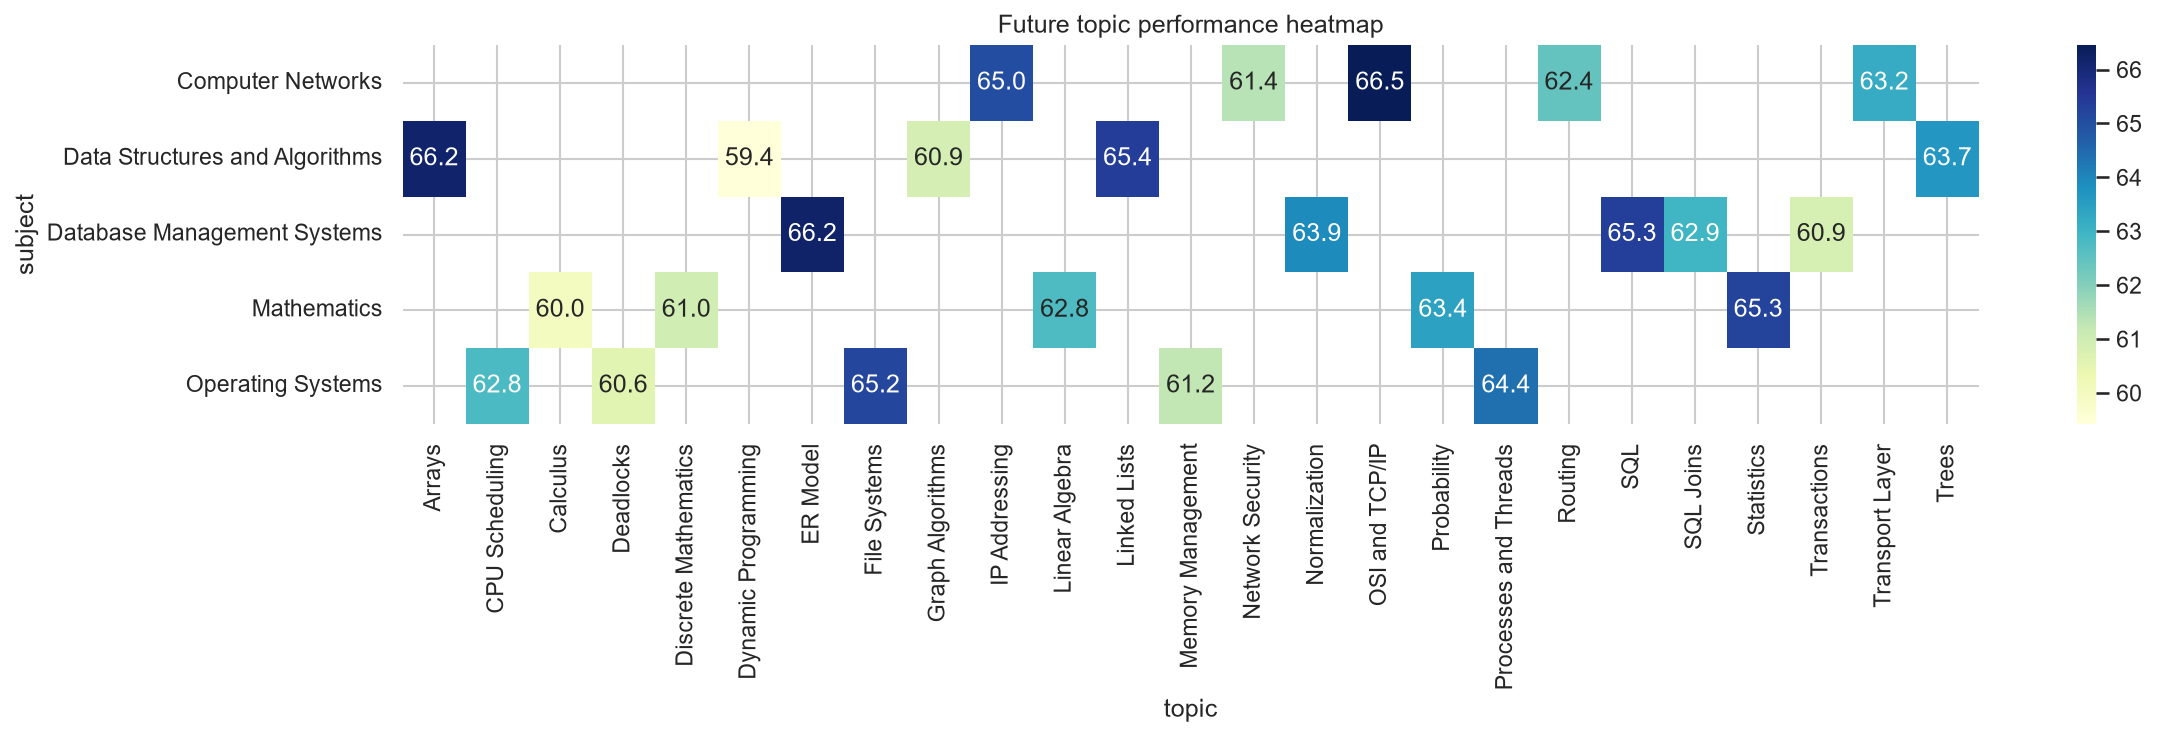 Future topic performance heatmap
subject
Computer Networks 65.0 61.4 66.5 62.4 63.2
Data Structures and Algorithms 66.2 59.4 60.9 65.4 63.7
Database Management Systems 66.2 63.9 65.3 62.9 60.9
Mathematics 60.0 61.0 62.8 63.4 65.3
Operating Systems 62.8 60.6 65.2 61.2 64.4
Arrays
CPU Scheduling
Calculus
Deadlocks
Discrete Mathematics
Dynamic Programming
ER Model
File Systems
Graph Algorithms
IP Addressing
Linear Algebra
Linked Lists
Memory Management
Network Security
Normalization
OSI and TCP/IP
Probability
Processes and Threads
Routing
SQL
SQL Joins
Statistics
Transactions
Transport Layer
Trees
topic
66
65
64
63
62
61
60